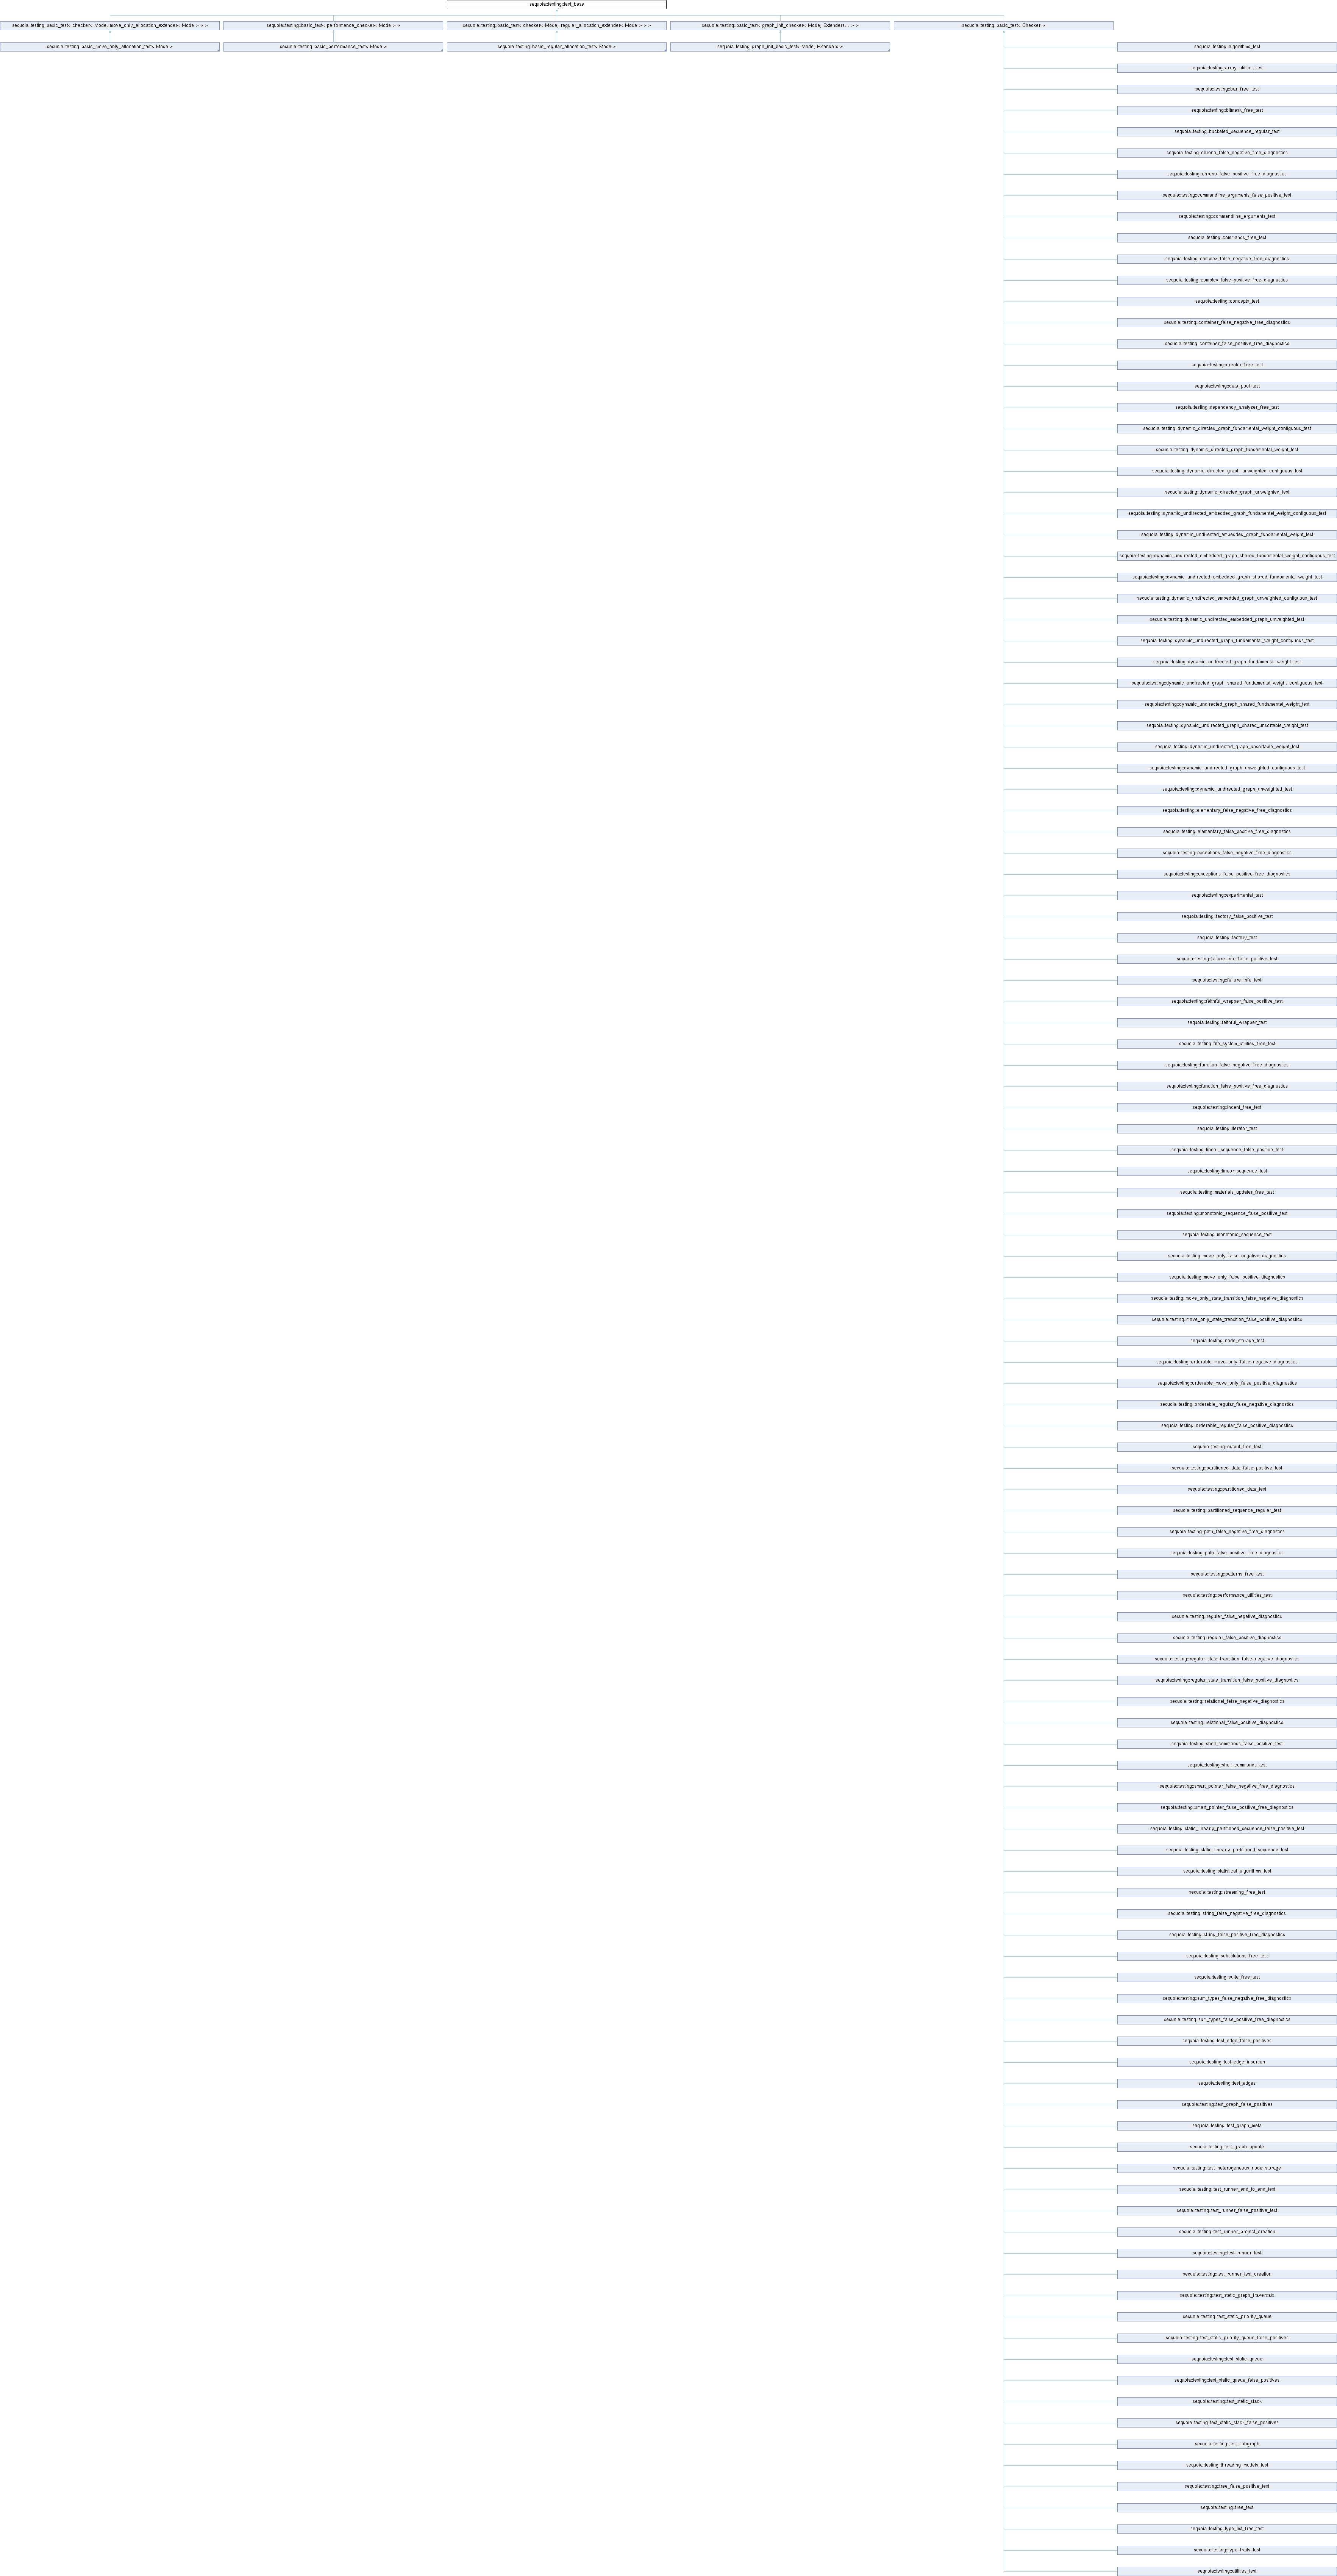 sequoia::testing::test_base
sequoia::testing::basic_test< checker< Mode, move_only_allocation_extender< Mode > > >
sequoia::testing::basic_test< performance_checker< Mode > >
sequoia::testing::basic_test< checker< Mode, regular_allocation_extender< Mode > > >
sequoia::testing::basic_test< graph_init_checker< Mode, Extenders... > >
sequoia::testing::basic_test< Checker >
sequoia::testing::basic_move_only_allocation_test< Mode >
sequoia::testing::basic_performance_test< Mode >
sequoia::testing::basic_regular_allocation_test< Mode >
sequoia::testing::graph_init_basic_test< Mode, Extenders >
sequoia::testing::algorithms_test
sequoia::testing::array_utilities_test
sequoia::testing::bar_free_test
sequoia::testing::bitmask_free_test
sequoia::testing::bucketed_sequence_regular_test
sequoia::testing::chrono_false_negative_free_diagnostics
sequoia::testing::chrono_false_positive_free_diagnostics
sequoia::testing::commandline_arguments_false_positive_test
sequoia::testing::commandline_arguments_test
sequoia::testing::commands_free_test
sequoia::testing::complex_false_negative_free_diagnostics
sequoia::testing::complex_false_positive_free_diagnostics
sequoia::testing::concepts_test
sequoia::testing::container_false_negative_free_diagnostics
sequoia::testing::container_false_positive_free_diagnostics
sequoia::testing::creator_free_test
sequoia::testing::data_pool_test
sequoia::testing::dependency_analyzer_free_test
sequoia::testing::dynamic_directed_graph_fundamental_weight_contiguous_test
sequoia::testing::dynamic_directed_graph_fundamental_weight_test
sequoia::testing::dynamic_directed_graph_unweighted_contiguous_test
sequoia::testing::dynamic_directed_graph_unweighted_test
sequoia::testing::dynamic_undirected_embedded_graph_fundamental_weight_contiguous_test
sequoia::testing::dynamic_undirected_embedded_graph_fundamental_weight_test
sequoia::testing::dynamic_undirected_embedded_graph_shared_fundamental_weight_contiguous_test
sequoia::testing::dynamic_undirected_embedded_graph_shared_fundamental_weight_test
sequoia::testing::dynamic_undirected_embedded_graph_unweighted_contiguous_test
sequoia::testing::dynamic_undirected_embedded_graph_unweighted_test
sequoia::testing::dynamic_undirected_graph_fundamental_weight_contiguous_test
sequoia::testing::dynamic_undirected_graph_fundamental_weight_test
sequoia::testing::dynamic_undirected_graph_shared_fundamental_weight_contiguous_test
sequoia::testing::dynamic_undirected_graph_shared_fundamental_weight_test
sequoia::testing::dynamic_undirected_graph_shared_unsortable_weight_test
sequoia::testing::dynamic_undirected_graph_unsortable_weight_test
sequoia::testing::dynamic_undirected_graph_unweighted_contiguous_test
sequoia::testing::dynamic_undirected_graph_unweighted_test
sequoia::testing::elementary_false_negative_free_diagnostics
sequoia::testing::elementary_false_positive_free_diagnostics
sequoia::testing::exceptions_false_negative_free_diagnostics
sequoia::testing::exceptions_false_positive_free_diagnostics
sequoia::testing::experimental_test
sequoia::testing::factory_false_positive_test
sequoia::testing::factory_test
sequoia::testing::failure_info_false_positive_test
sequoia::testing::failure_info_test
sequoia::testing::faithful_wrapper_false_positive_test
sequoia::testing::faithful_wrapper_test
sequoia::testing::file_system_utilities_free_test
sequoia::testing::function_false_negative_free_diagnostics
sequoia::testing::function_false_positive_free_diagnostics
sequoia::testing::indent_free_test
sequoia::testing::iterator_test
sequoia::testing::linear_sequence_false_positive_test
sequoia::testing::linear_sequence_test
sequoia::testing::materials_updater_free_test
sequoia::testing::monotonic_sequence_false_positive_test
sequoia::testing::monotonic_sequence_test
sequoia::testing::move_only_false_negative_diagnostics
sequoia::testing::move_only_false_positive_diagnostics
sequoia::testing::move_only_state_transition_false_negative_diagnostics
sequoia::testing::move_only_state_transition_false_positive_diagnostics
sequoia::testing::node_storage_test
sequoia::testing::orderable_move_only_false_negative_diagnostics
sequoia::testing::orderable_move_only_false_positive_diagnostics
sequoia::testing::orderable_regular_false_negative_diagnostics
sequoia::testing::orderable_regular_false_positive_diagnostics
sequoia::testing::output_free_test
sequoia::testing::partitioned_data_false_positive_test
sequoia::testing::partitioned_data_test
sequoia::testing::partitioned_sequence_regular_test
sequoia::testing::path_false_negative_free_diagnostics
sequoia::testing::path_false_positive_free_diagnostics
sequoia::testing::patterns_free_test
sequoia::testing::performance_utilities_test
sequoia::testing::regular_false_negative_diagnostics
sequoia::testing::regular_false_positive_diagnostics
sequoia::testing::regular_state_transition_false_negative_diagnostics
sequoia::testing::regular_state_transition_false_positive_diagnostics
sequoia::testing::relational_false_negative_diagnostics
sequoia::testing::relational_false_positive_diagnostics
sequoia::testing::shell_commands_false_positive_test
sequoia::testing::shell_commands_test
sequoia::testing::smart_pointer_false_negative_free_diagnostics
sequoia::testing::smart_pointer_false_positive_free_diagnostics
sequoia::testing::static_linearly_partitioned_sequence_false_positive_test
sequoia::testing::static_linearly_partitioned_sequence_test
sequoia::testing::statistical_algorithms_test
sequoia::testing::streaming_free_test
sequoia::testing::string_false_negative_free_diagnostics
sequoia::testing::string_false_positive_free_diagnostics
sequoia::testing::substitutions_free_test
sequoia::testing::suite_free_test
sequoia::testing::sum_types_false_negative_free_diagnostics
sequoia::testing::sum_types_false_positive_free_diagnostics
sequoia::testing::test_edge_false_positives
sequoia::testing::test_edge_insertion
sequoia::testing::test_edges
sequoia::testing::test_graph_false_positives
sequoia::testing::test_graph_meta
sequoia::testing::test_graph_update
sequoia::testing::test_heterogeneous_node_storage
sequoia::testing::test_runner_end_to_end_test
sequoia::testing::test_runner_false_positive_test
sequoia::testing::test_runner_project_creation
sequoia::testing::test_runner_test
sequoia::testing::test_runner_test_creation
sequoia::testing::test_static_graph_traversals
sequoia::testing::test_static_priority_queue
sequoia::testing::test_static_priority_queue_false_positives
sequoia::testing::test_static_queue
sequoia::testing::test_static_queue_false_positives
sequoia::testing::test_static_stack
sequoia::testing::test_static_stack_false_positives
sequoia::testing::test_subgraph
sequoia::testing::threading_models_test
sequoia::testing::tree_false_positive_test
sequoia::testing::tree_test
sequoia::testing::type_list_free_test
sequoia::testing::type_traits_test
sequoia::testing::utilities_test